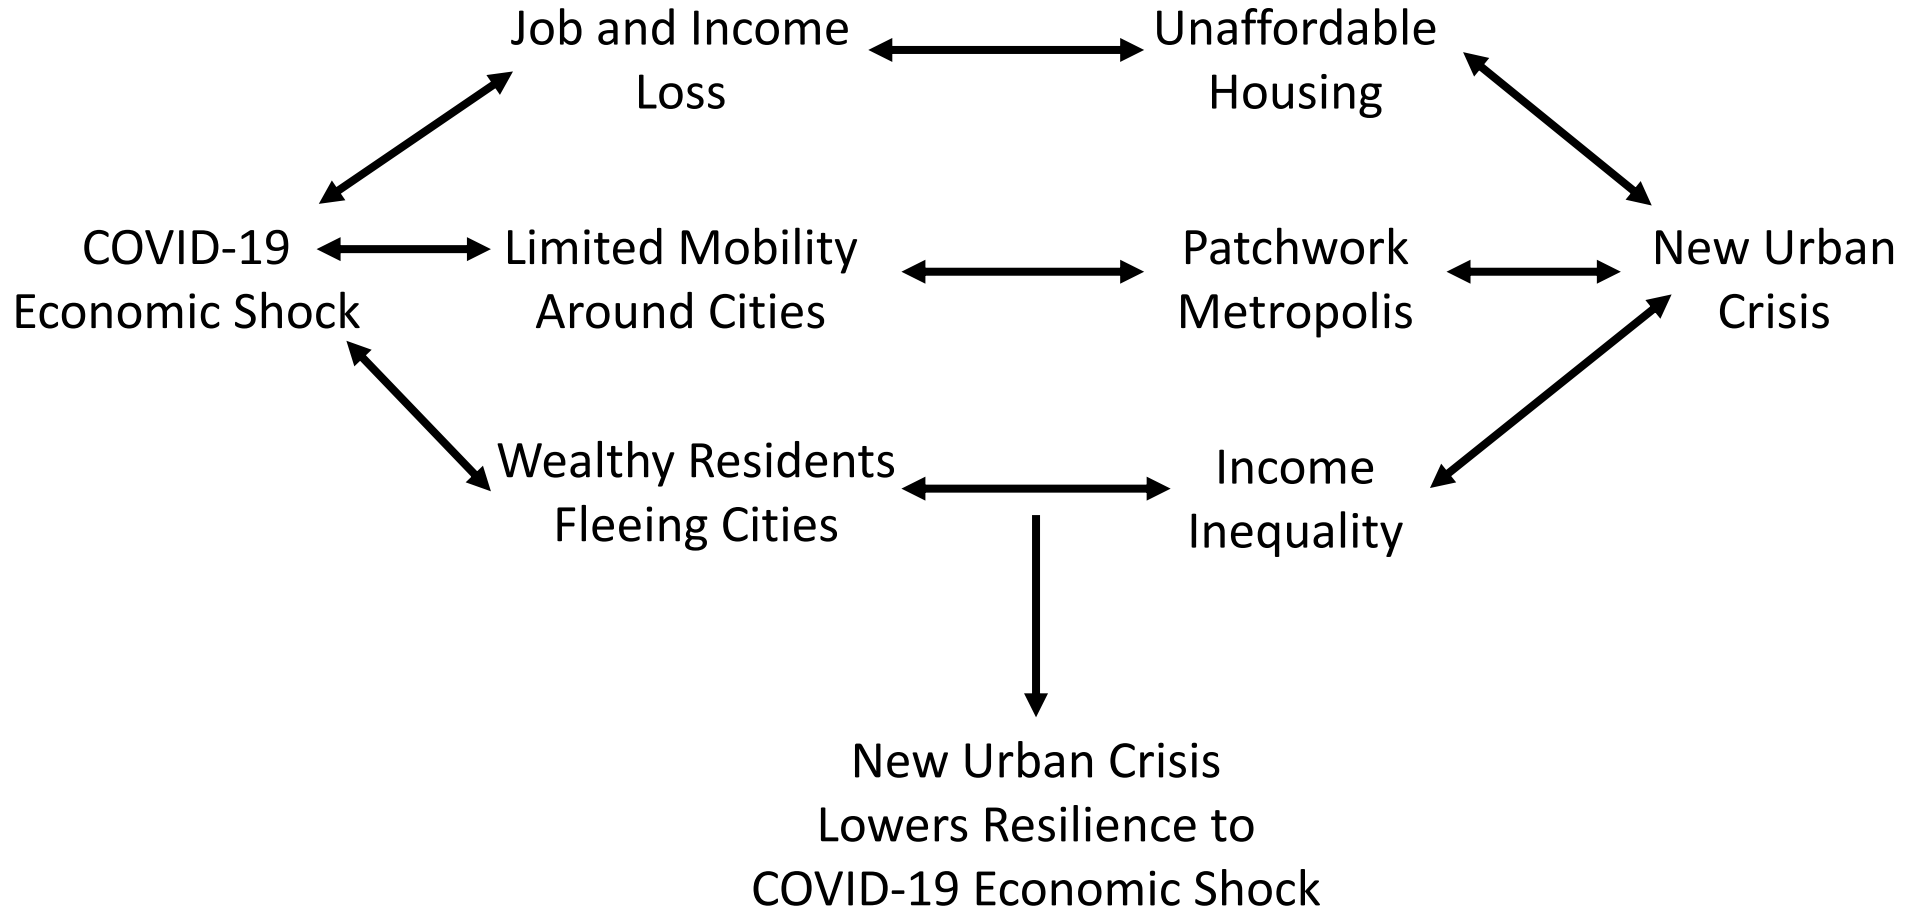 Job and Income
Loss
Unaffordable
Housing
COVID-19
Economic Shock
Limited Mobility
Around Cities
Patchwork
Metropolis
New Urban
Crisis
Wealthy Residents
Fleeing Cities
Income
Inequality
New Urban Crisis
Lowers Resilience to
COVID-19 Economic Shock